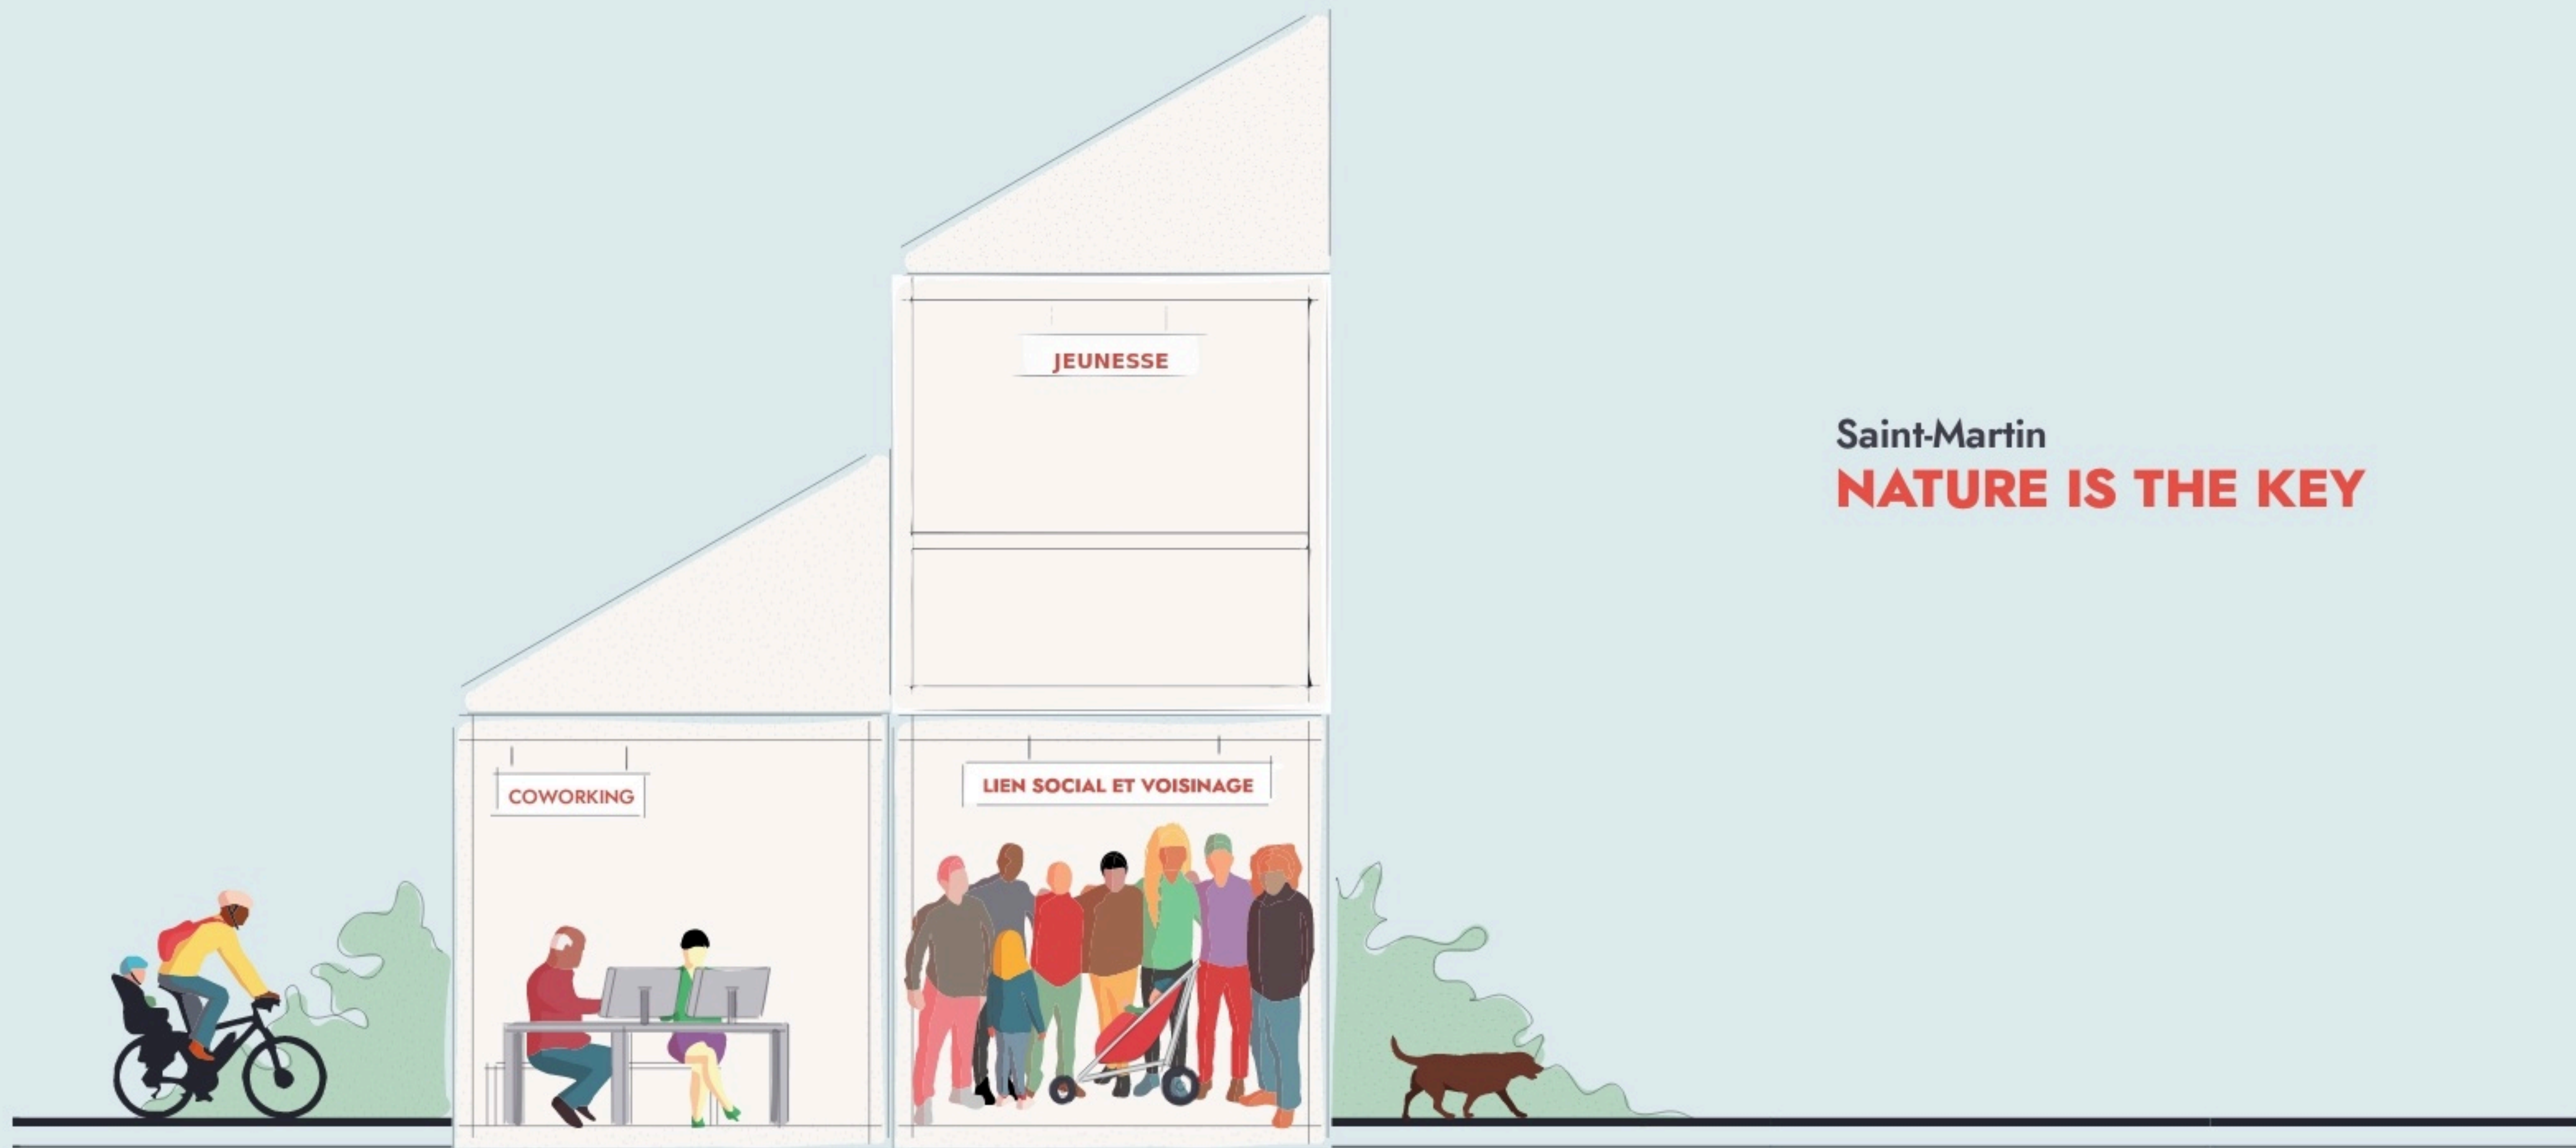 JEUNESSE
Saint-Martin
NATURE IS THE KEY
COWORKING
LIEN SOCIAL ET VOISINAGE